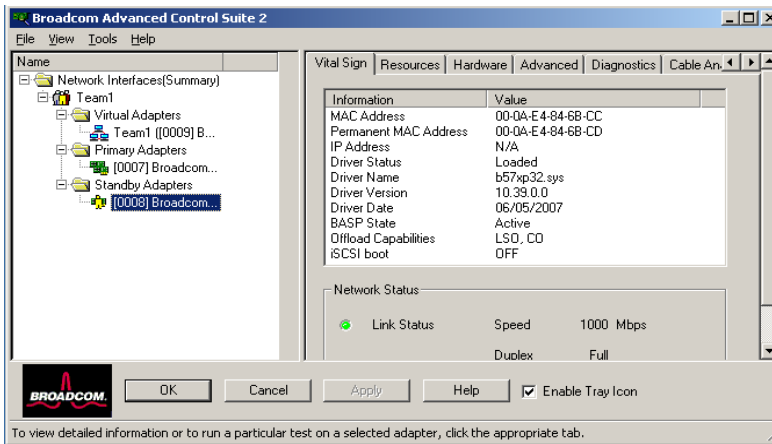 Broadcom Advanced Control Suite 2
File View Tools Help
Name
Network Interfaces(Summary)
Team1
Virtual Adapters
Team1 ([0009] B...
Primary Adapters
[0007] Broadcom...
Standby Adapters
[0008] Broadcom...
Vital Sign Resources Hardware Advanced Diagnostics Cable An
Information Value
MAC Address 00-0A-E4-84-6B-CC
Permanent MAC Address 00-0A-E4-84-6B-CD
IP Address N/A
Driver Status Loaded
Driver Name b57xp32.sys
Driver Version 10.39.0.0
Driver Date 06/05/2007
BASP State Active
Offload Capabilities LSO, CO
iSCSI boot OFF
Network Status
Link Status Speed 1000 Mbps
Duplex Full
BROADCOM. OK Cancel Apply Help Enable Tray Icon
To view detailed information or to run a particular test on a selected adapter, click the appropriate tab.